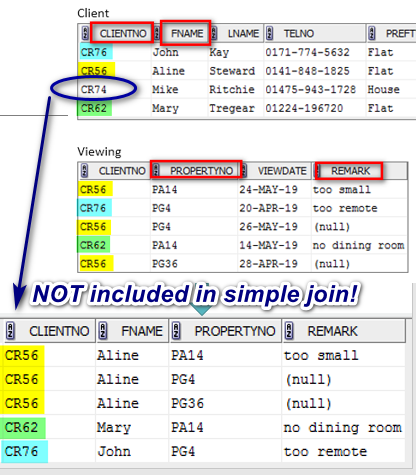 Client
CLIENTNO FNAME LNAME TELNO PREFT
CR76 John Kay 0171-774-5632 Flat
CR56 Aline Steward 0141-848-1825 Flat
CR74 Mike Ritchie 01475-943-1728 House
CR62 Mary Tregear 01224-196720 Flat
Viewing
CLIENTNO PROPERTYNO VIEWDATE REMARK
CR56 PA14 24-MAY-19 too small
CR76 PG4 20-APR-19 too remote
CR56 PG4 26-MAY-19 (null)
CR62 PA14 14-MAY-19 no dining room
CR56 PG36 28-APR-19 (null)
NOT included in simple join!
CLIENTNO FNAME PROPERTYNO REMARK
CR56 Aline PA14 too small
CR56 Aline PG4 (null)
CR56 Aline PG36 (null)
CR62 Mary PA14 no dining room
CR76 John PG4 too remote